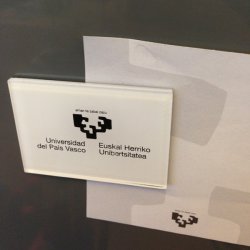 Universidad
del País Vasco
Euskal Herriko
Unibertsitatea